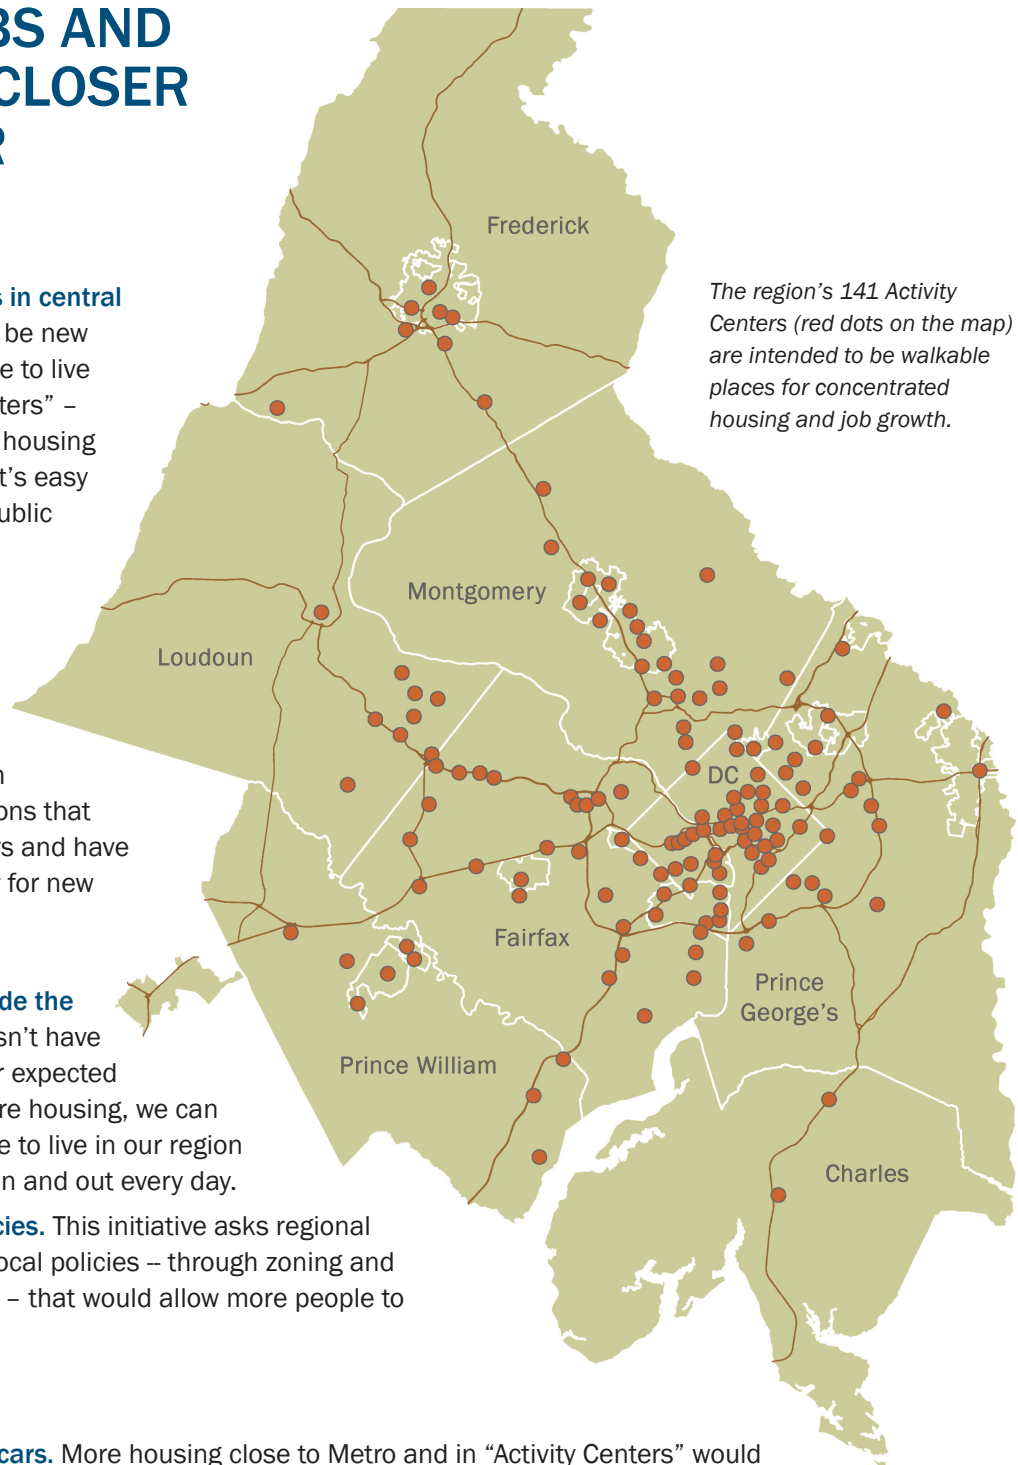 BS AND
CLOSER
R
s in central
be new
e to live
ters” –
housing
t’s easy
ublic
n
ons that
rs and have
y for new
de the
sn’t have
r expected
re housing, we can
e to live in our region
n and out every day.
cies. This initiative asks regional
ocal policies -- through zoning and
– that would allow more people to
cars. More housing close to Metro and in “Activity Centers” would
The region’s 141 Activity
Centers (red dots on the map)
are intended to be walkable
places for concentrated
housing and job growth.
Frederick
Montgomery
Loudoun
DC
Fairfax
Prince
George’s
Prince William
Charles